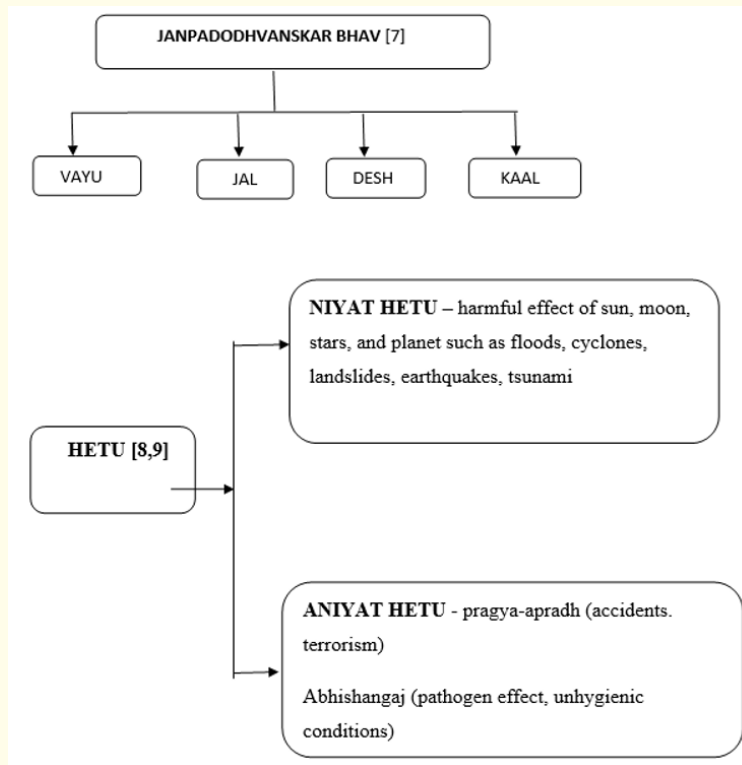 JANPADODHVANSKAR BHAV [7]
VAYU
JAL
DESH
KAAL
NIYAT HETU – harmful effect of sun, moon,
stars, and planet such as floods, cyclones,
landslides, earthquakes, tsunami
HETU [8,9]
ANIYAT HETU - pragya-apradh (accidents.
terrorism)
Abhishangaj (pathogen effect, unhygienic
conditions)